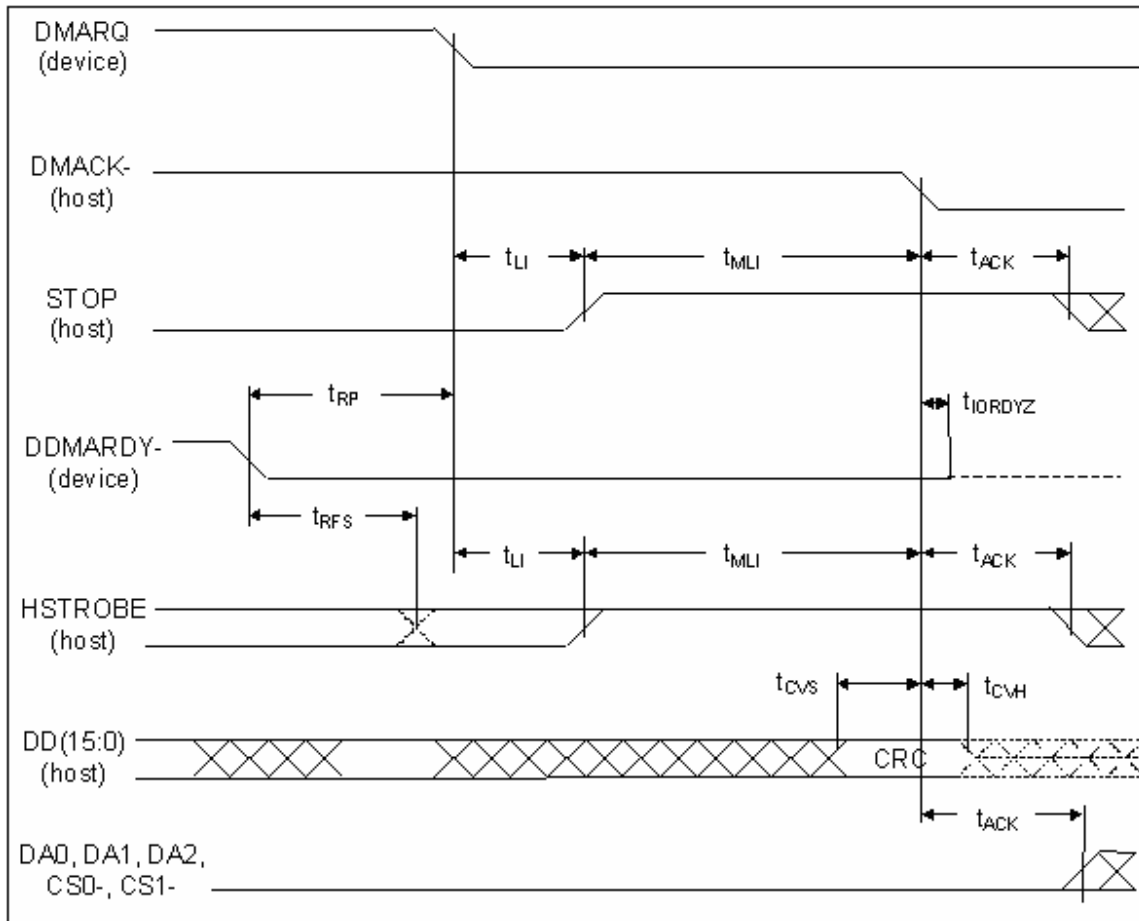 DMARQ
(device)
DMACK-
(host)
tLI
tMLI
tACK
STOP
(host)
tRP
tIORDYZ
DDMARDY-
(device)
tRFS
tLI
tMLI
tACK
HSTROBE
(host)
tCVS
tCVH
DD(15:0)
(host)
CRC
tACK
DA0, DA1, DA2,
CS0-, CS1-